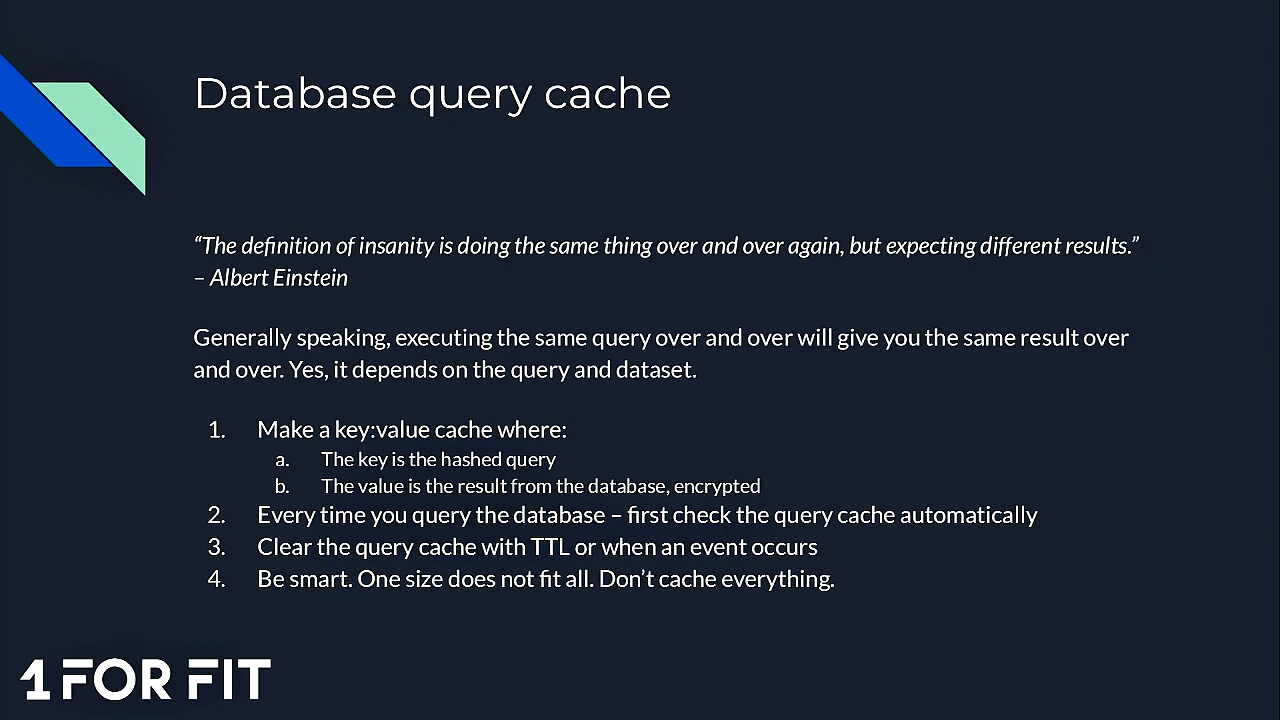 Database query cache
“The definition of insanity is doing the same thing over and over again, but expecting different results.”
– Albert Einstein
Generally speaking, executing the same query over and over will give you the same result over
and over. Yes, it depends on the query and dataset.
1. Make a key:value cache where:
a. The key is the hashed query
b. The value is the result from the database, encrypted
2. Every time you query the database – first check the query cache automatically
3. Clear the query cache with TTL or when an event occurs
4. Be smart. One size does not fit all. Don’t cache everything.
1 FOR FIT